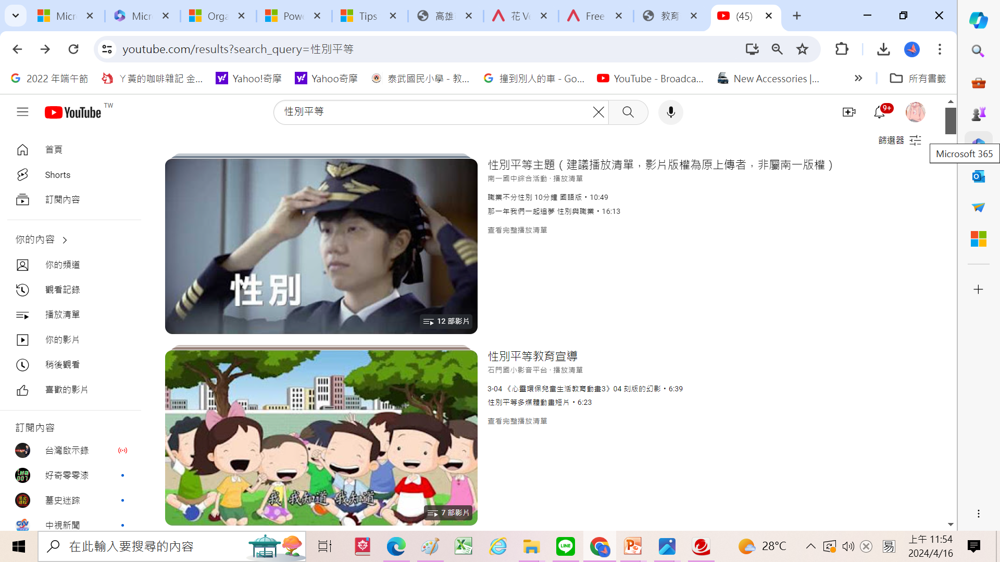 Micr
Micr
Orga
Powe
Tips
高雄
花 Ve
Free
教育
(45)
youtube.com/results?search_query=性別平等
2022 年端午節
丫黃的咖啡雜記 金...
Yahoo!奇摩
Yahoo奇摩
泰武國民小學 - 教...
撞到別人的車 - Go...
YouTube - Broadca...
New Accessories |...
所有書籤
YouTube TW
性別平等
9+
篩選器
Microsoft 365
首頁
Shorts
訂閱內容
你的內容
你的頻道
觀看記錄
播放清單
你的影片
稍後觀看
喜歡的影片
訂閱內容
台灣啟示錄
好奇零零漆
墓史迷踪
中視新聞
性別
12 部影片
性別平等主題（建議播放清單，影片版權為原上傳者，非屬南一版權）
南一國中綜合活動 · 播放清單
職業不分性別 10分鐘 國語版 • 10:49
那一年我們一起追夢 性別與職業 • 16:13
查看完整播放清單
我 我知道 我知道
7 部影片
性別平等教育宣導
石門國小影音平台 · 播放清單
3-04 《心靈環保兒童生活教育動畫3》04 刻版的幻影 • 6:39
性別平等多媒體動畫短片 • 6:23
查看完整播放清單
在此輸入要搜尋的內容
LINE
28°C
易
上午 11:54
2024/4/16